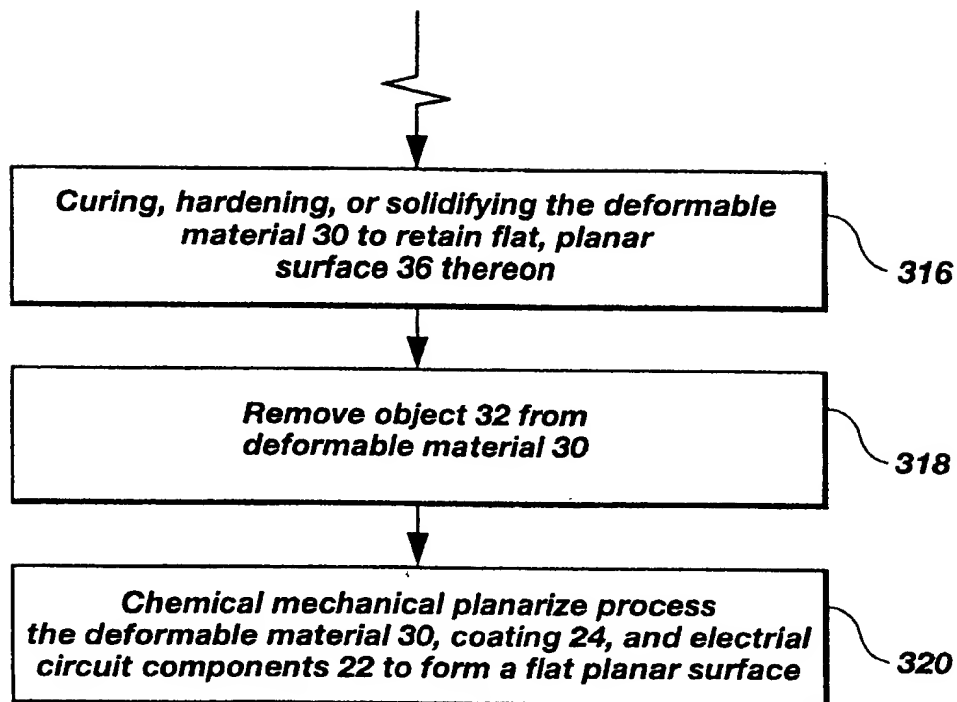 Curing, hardening, or solidifying the deformable
material 30 to retain flat, planar
surface 36 thereon
316
Remove object 32 from
deformable material 30
318
Chemical mechanical planarize process
the deformable material 30, coating 24, and electrial
circuit components 22 to form a flat planar surface
320